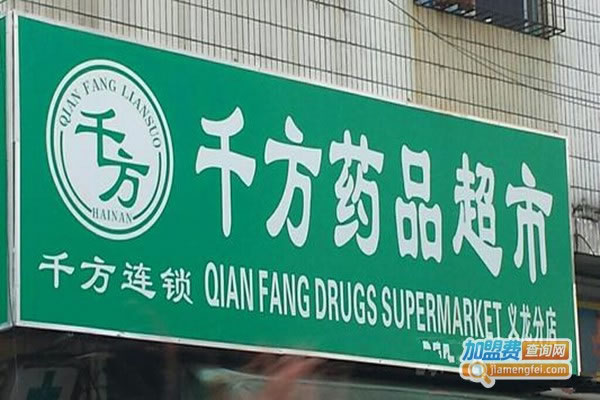 QIAN FANG LIANSUO
千方
HAINAN
千方药品超市
千方连锁 QIAN FANG DRUGS SUPERMARKET 义龙分店
加盟费查询网
jiamengfei.com